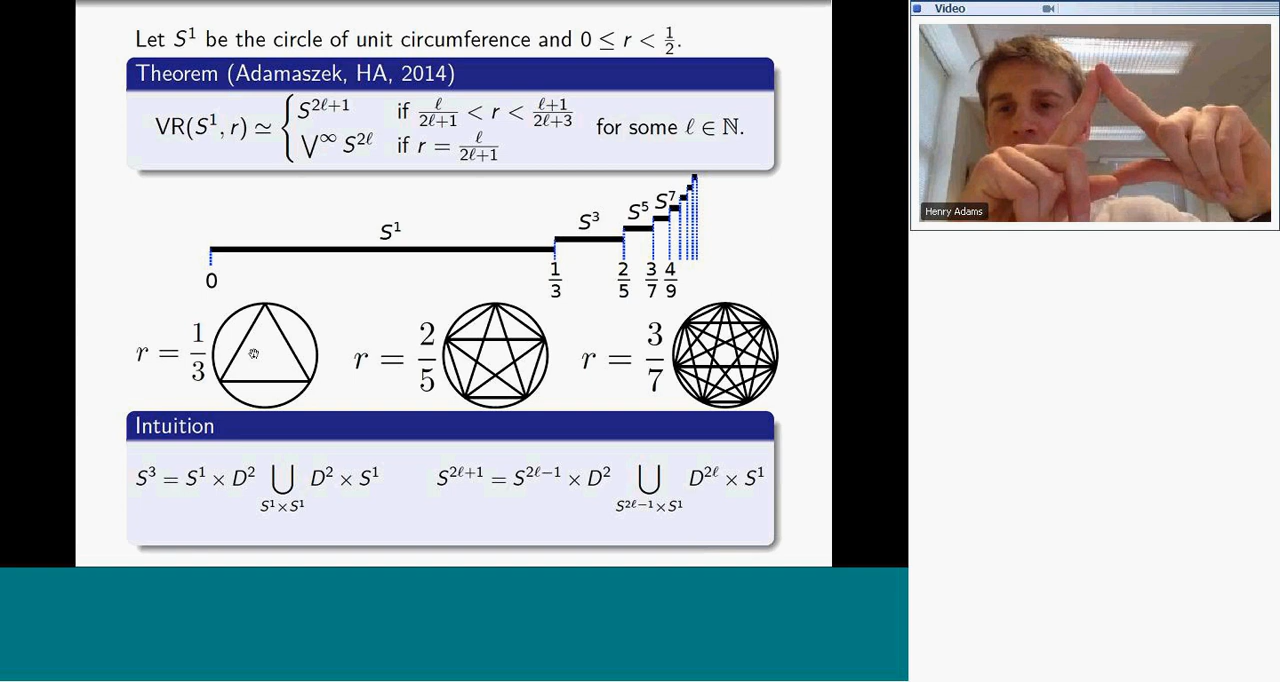 Let S¹ be the circle of unit circumference and 0 ≤ r < 1/2.
Theorem (Adamaszek, HA, 2014)
VR(S¹, r) ≃ { S^{2ℓ+1} if ℓ/(2ℓ+1) < r < (ℓ+1)/(2ℓ+3) for some ℓ ∈ ℕ.
⋁^∞ S^{2ℓ} if r = ℓ/(2ℓ+1)
S¹ S³ S⁵ S⁷
0 1/3 2/5 3/7 4/9
r = 1/3 r = 2/5 r = 3/7
Intuition
S³ = S¹ × D² ⋃_{S¹×S¹} D² × S¹ S^{2ℓ+1} = S^{2ℓ−1} × D² ⋃_{S^{2ℓ−1}×S¹} D^{2ℓ} × S¹
Video
Henry Adams